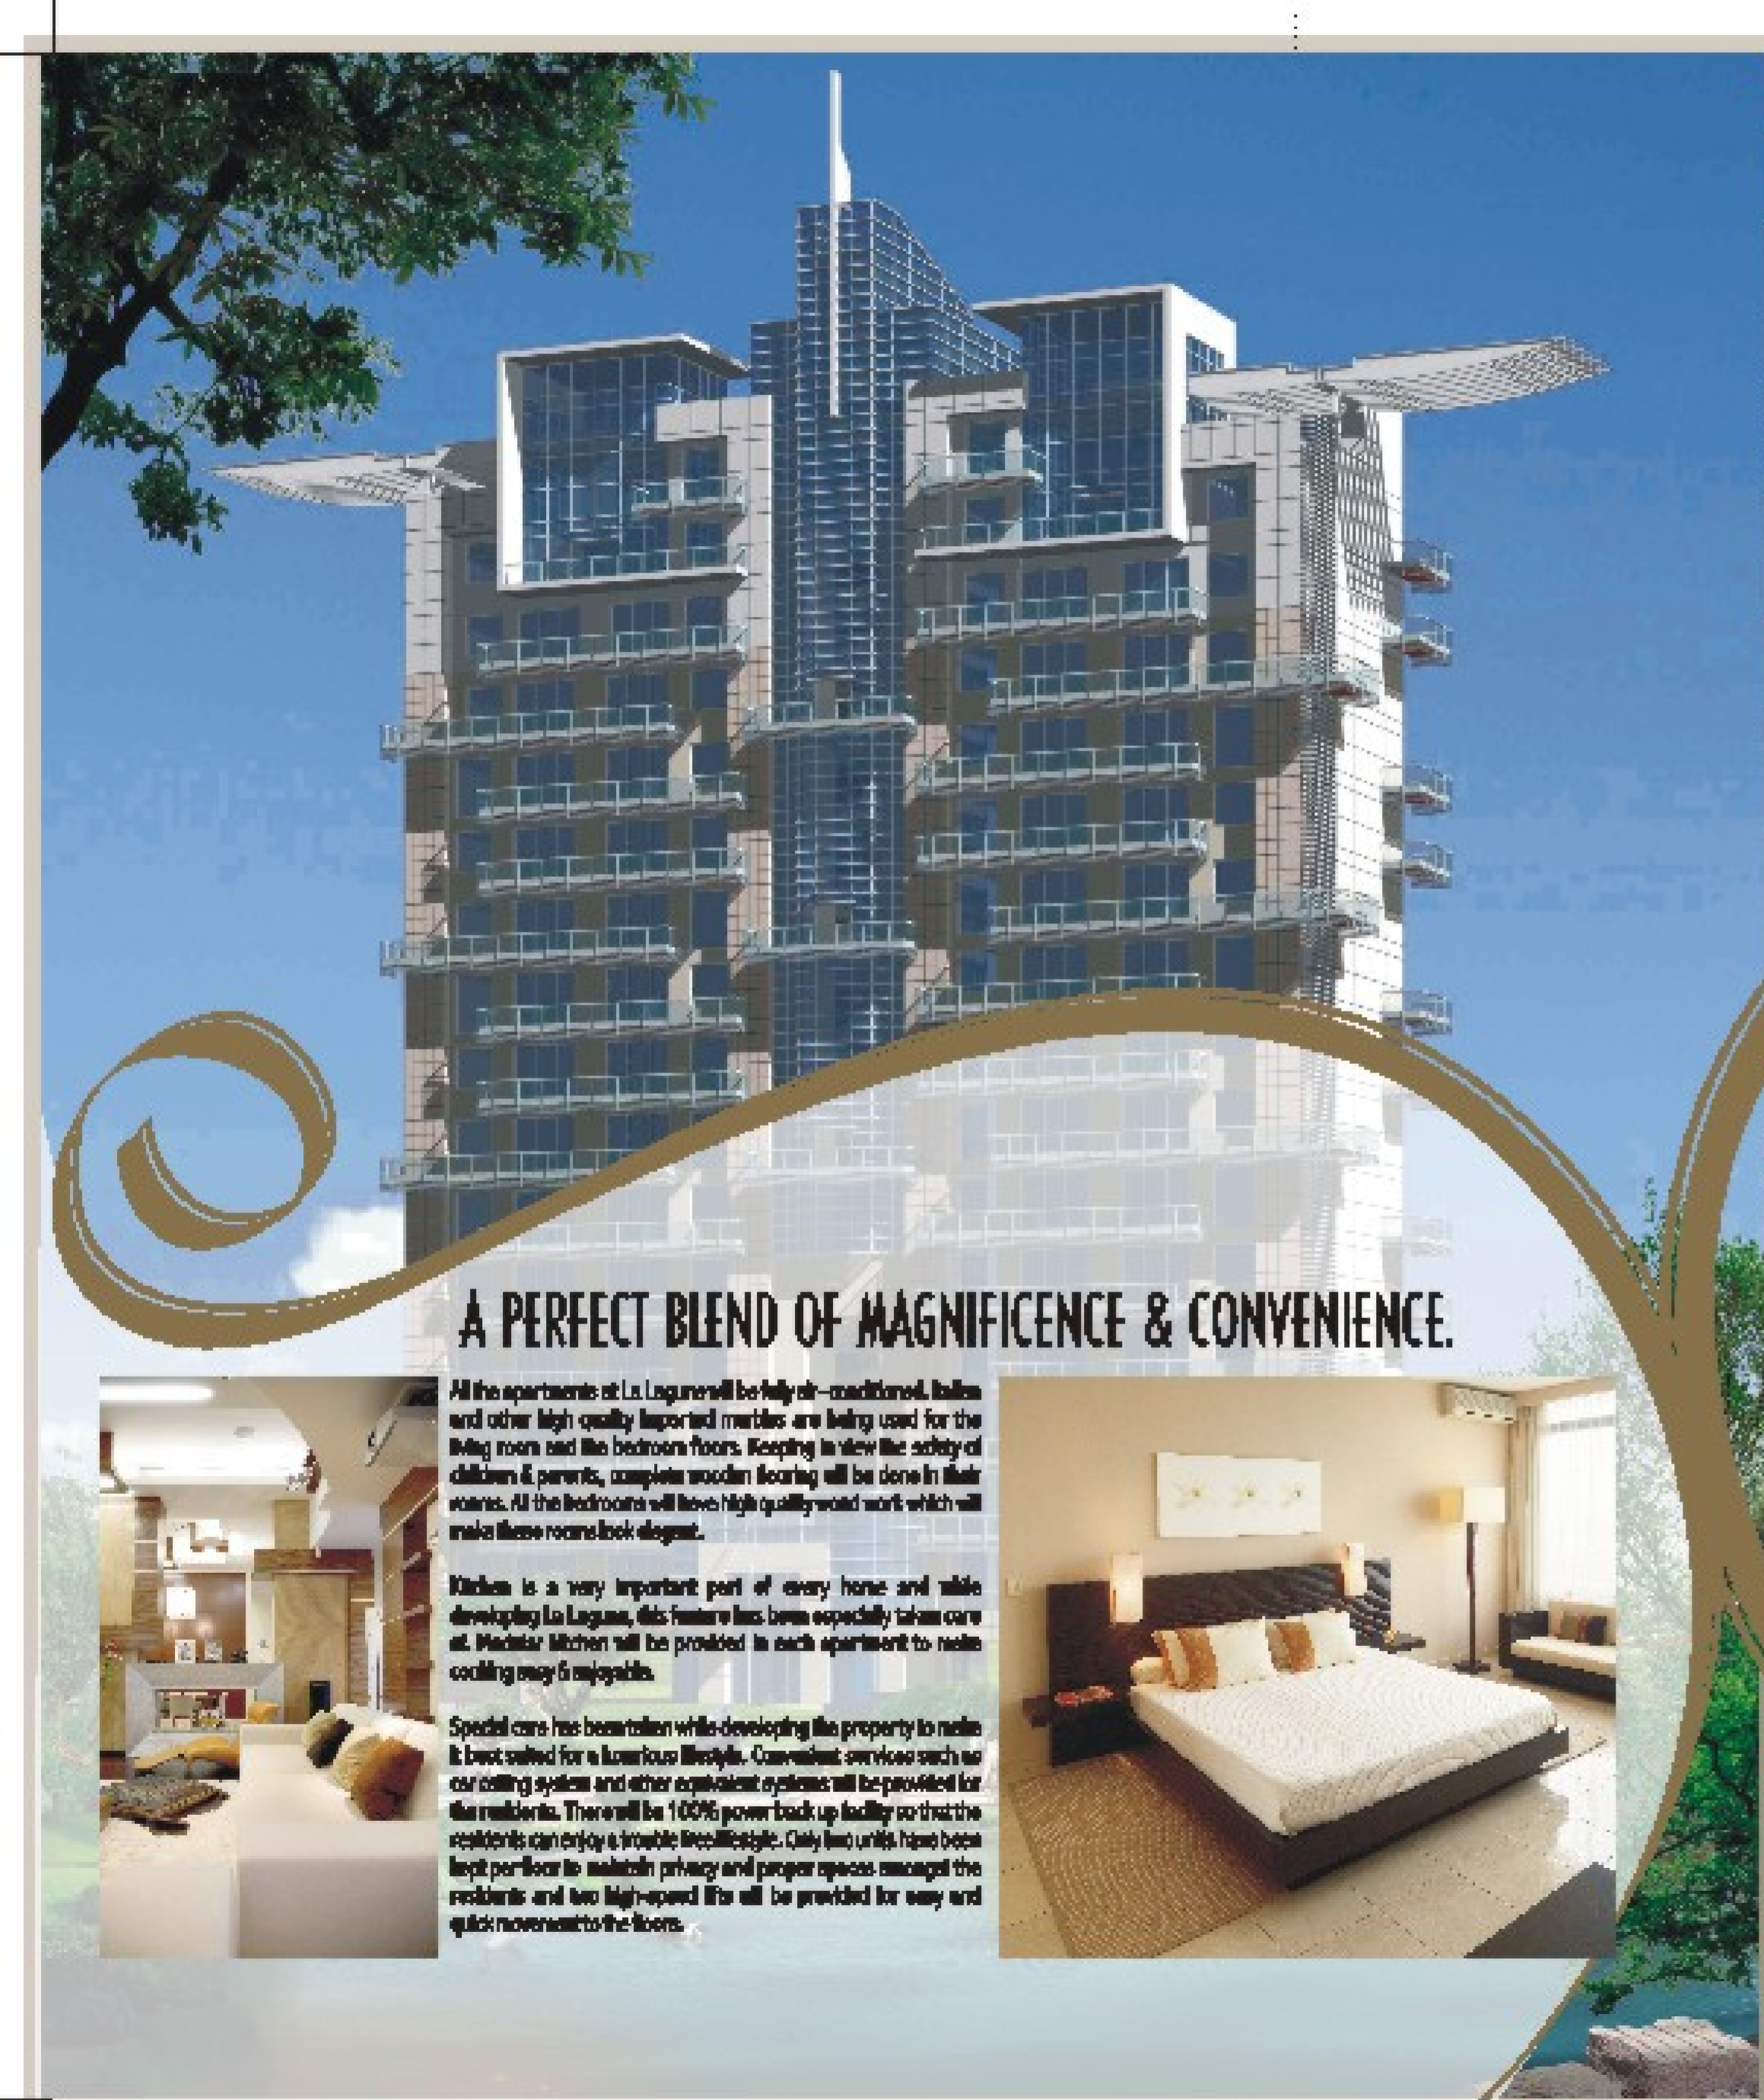 A PERFECT BLEND OF MAGNIFICENCE & CONVENIENCE.
All the apartments at La Lagune will be fully air-conditioned. Italian
and other high quality imported marbles are being used for the
living room and the bedroom floors. Keeping in view the safety of
children & parents, complete wooden flooring will be done in their
rooms. All the bedrooms will have high quality wood work which will
make these rooms look elegant.
Kitchen is a very important part of every home and while
developing La Lagune, this feature has been especially taken care
of. Modular kitchen will be provided in each apartment to make
cooking easy & enjoyable.
Special care has been taken while developing the property to make
it best suited for a luxurious lifestyle. Convenient services such as
car calling system and other equivalent systems will be provided for
the residents. There will be 100% power back up facility so that the
residents can enjoy a trouble free lifestyle. Only two units have been
kept per floor to maintain privacy and proper spaces amongst the
residents and two high-speed lifts will be provided for easy and
quick movement to the floors.